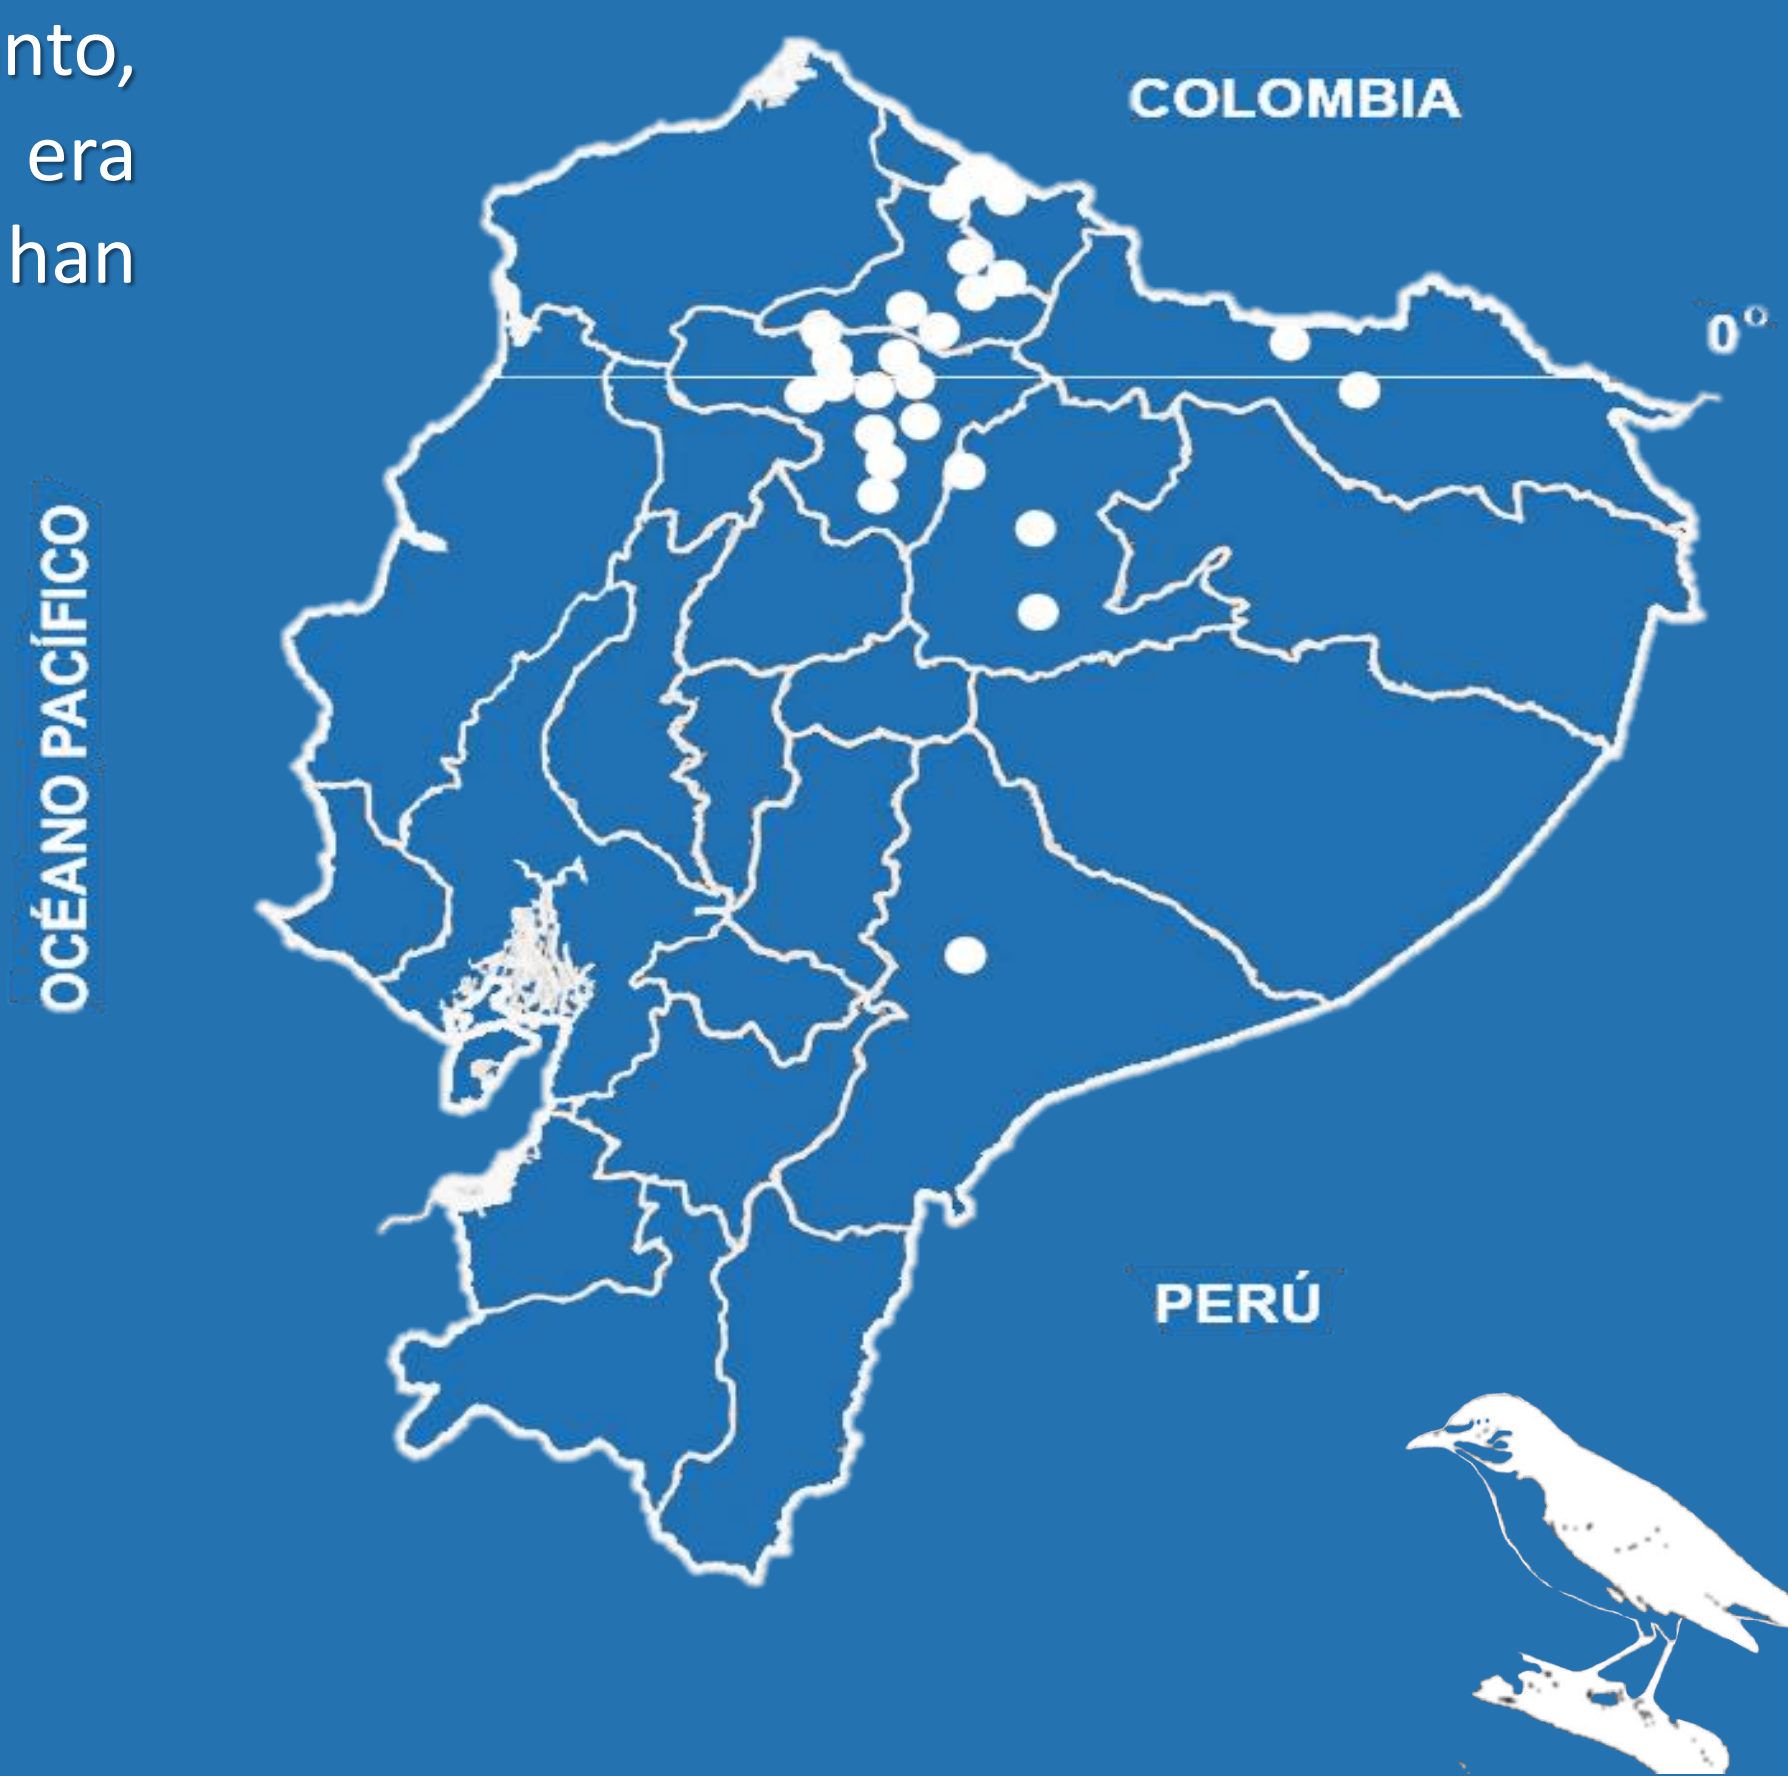 nto,
era
han
COLOMBIA
0°
OCÉANO PACÍFICO
PERÚ